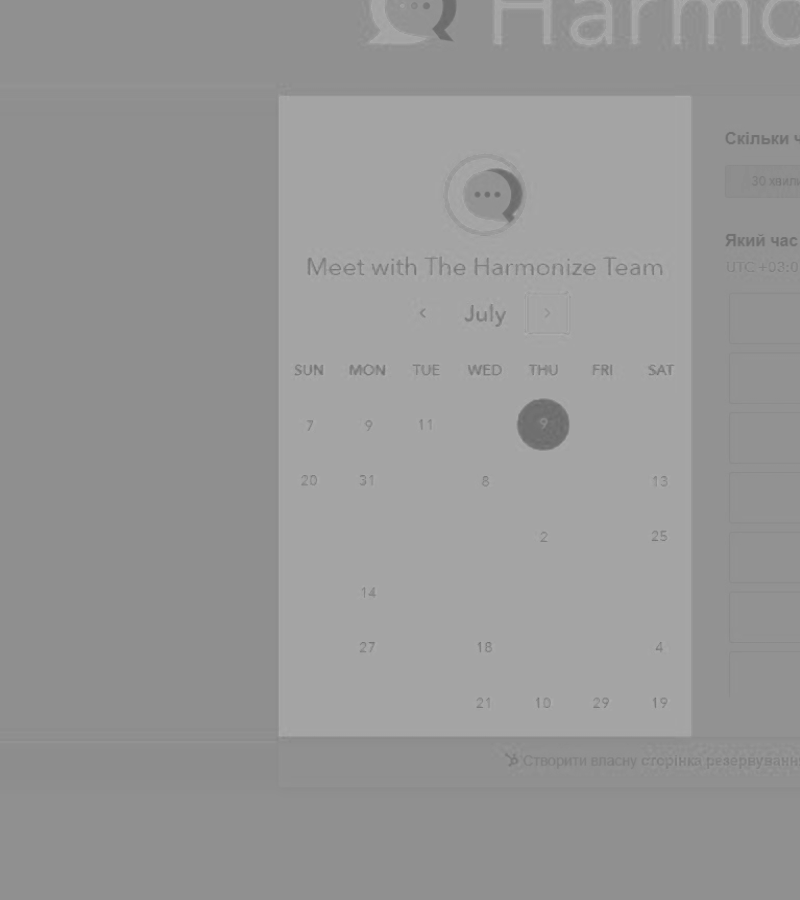 Harmo
Meet with The Harmonize Team
‹ July ›
SUN MON TUE WED THU FRI SAT
7 9 11 9
20 31 8 13
2 25
14
27 18 4
21 10 29 19
Скільки ч
30 хвили
Який час
UTC +03:0
Створити власну сторінка резервуванн